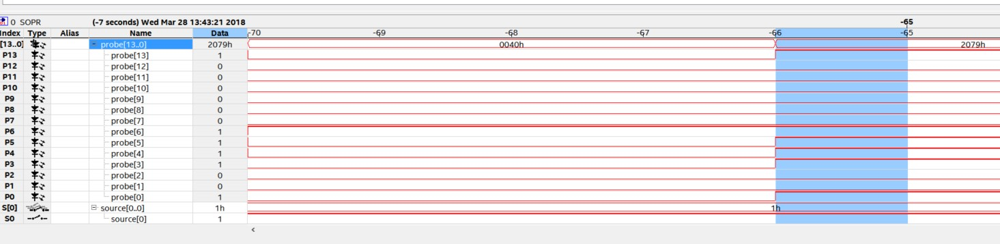 0 SOPR (-7 seconds) Wed Mar 28 13:43:21 2018 -65
Index Type Alias Name Data -70 -69 -68 -67 -66 -65
[13..0] probe[13..0] 2079h 0040h 2079h
P13 probe[13] 1
P12 probe[12] 0
P11 probe[11] 0
P10 probe[10] 0
P9 probe[9] 0
P8 probe[8] 0
P7 probe[7] 0
P6 probe[6] 1
P5 probe[5] 1
P4 probe[4] 1
P3 probe[3] 1
P2 probe[2] 0
P1 probe[1] 0
P0 probe[0] 1
S[0] source[0..0] 1h 1h
S0 source[0] 1